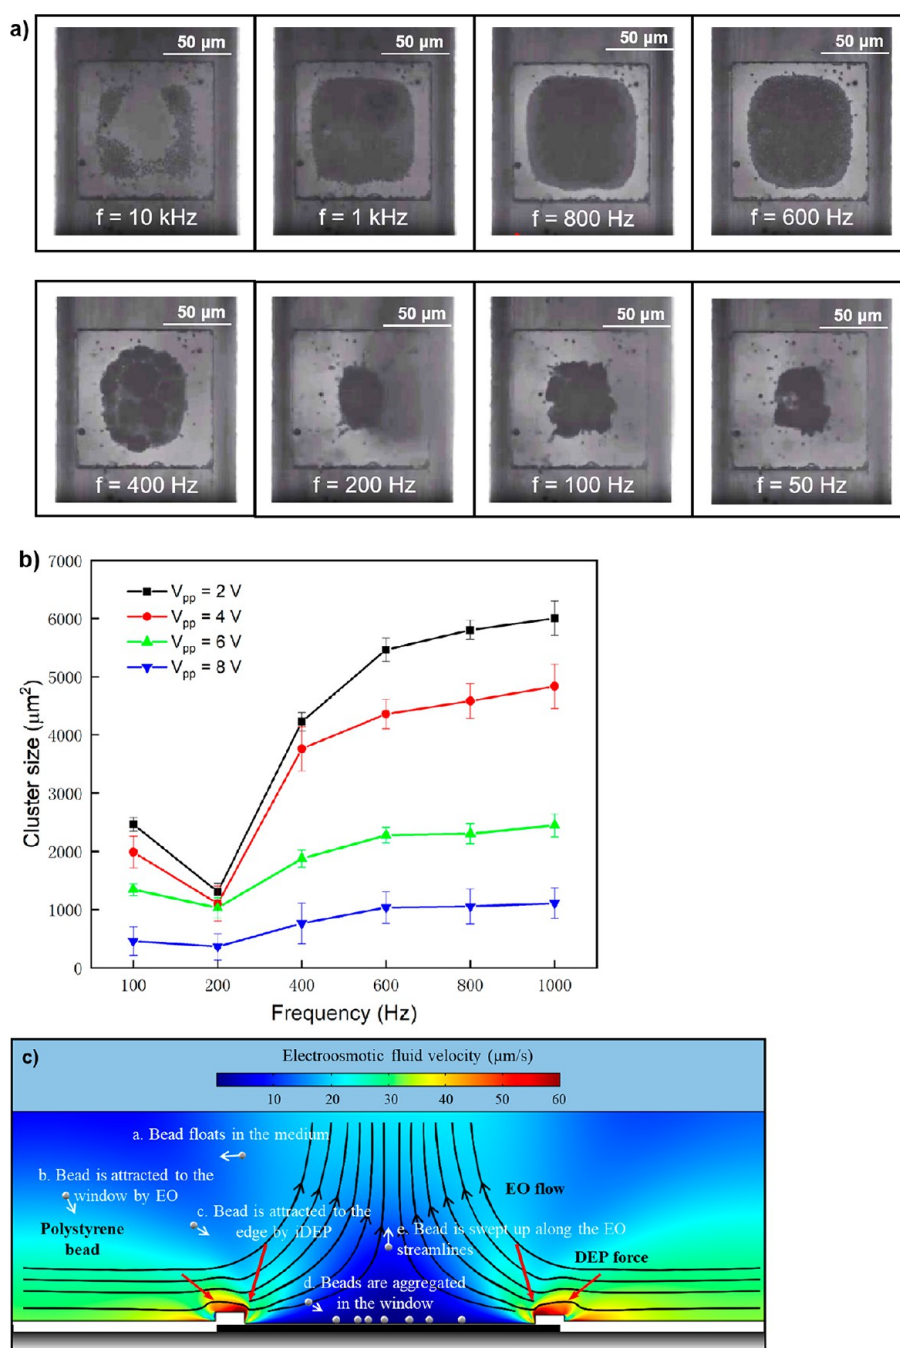 a)
50 μm
50 μm
50 μm
50 μm
f = 10 kHz
f = 1 kHz
f = 800 Hz
f = 600 Hz
50 μm
50 μm
50 μm
50 μm
f = 400 Hz
f = 200 Hz
f = 100 Hz
f = 50 Hz
b)
7000
6000
5000
4000
3000
2000
1000
0
Cluster size (μm²)
Vpp = 2 V
Vpp = 4 V
Vpp = 6 V
Vpp = 8 V
100
200
400
600
800
1000
Frequency (Hz)
c)
Electroosmotic fluid velocity (μm/s)
10
20
30
40
50
60
a. Bead floats in the medium
b. Bead is attracted to the
window by EO
c. Bead is attracted to the
edge by iDEP
Polystyrene
bead
EO flow
e. Bead is swept up along the EO
streamlines
DEP force
d. Beads are aggregated
in the window